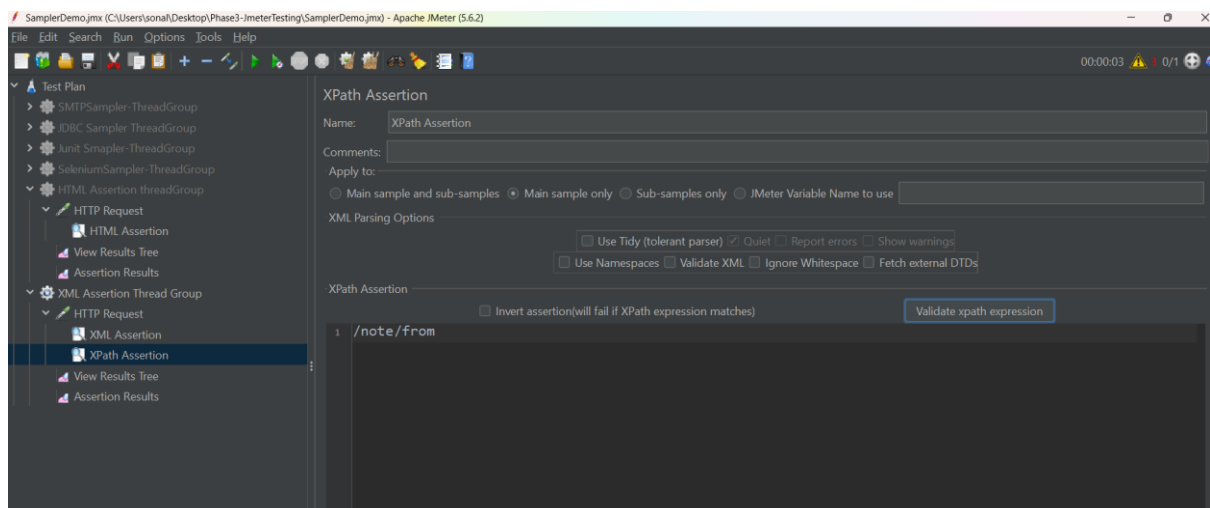 SamplerDemo.jmx (C:\Users\sonal\Desktop\Phase3-JmeterTesting\SamplerDemo.jmx) - Apache JMeter (5.6.2)
File Edit Search Run Options Tools Help
00:00:03 3 0/1
Test Plan
SMTPSampler-ThreadGroup
JDBC Sampler ThreadGroup
Junit Smapler-ThreadGroup
SeleniumSampler-ThreadGroup
HTML Assertion threadGroup
HTTP Request
HTML Assertion
View Results Tree
Assertion Results
XML Assertion Thread Group
HTTP Request
XML Assertion
XPath Assertion
View Results Tree
Assertion Results
XPath Assertion
Name: XPath Assertion
Comments:
Apply to:
Main sample and sub-samples Main sample only Sub-samples only JMeter Variable Name to use
XML Parsing Options
Use Tidy (tolerant parser) Quiet Report errors Show warnings
Use Namespaces Validate XML Ignore Whitespace Fetch external DTDs
XPath Assertion
Invert assertion(will fail if XPath expression matches) Validate xpath expression
1 /note/from